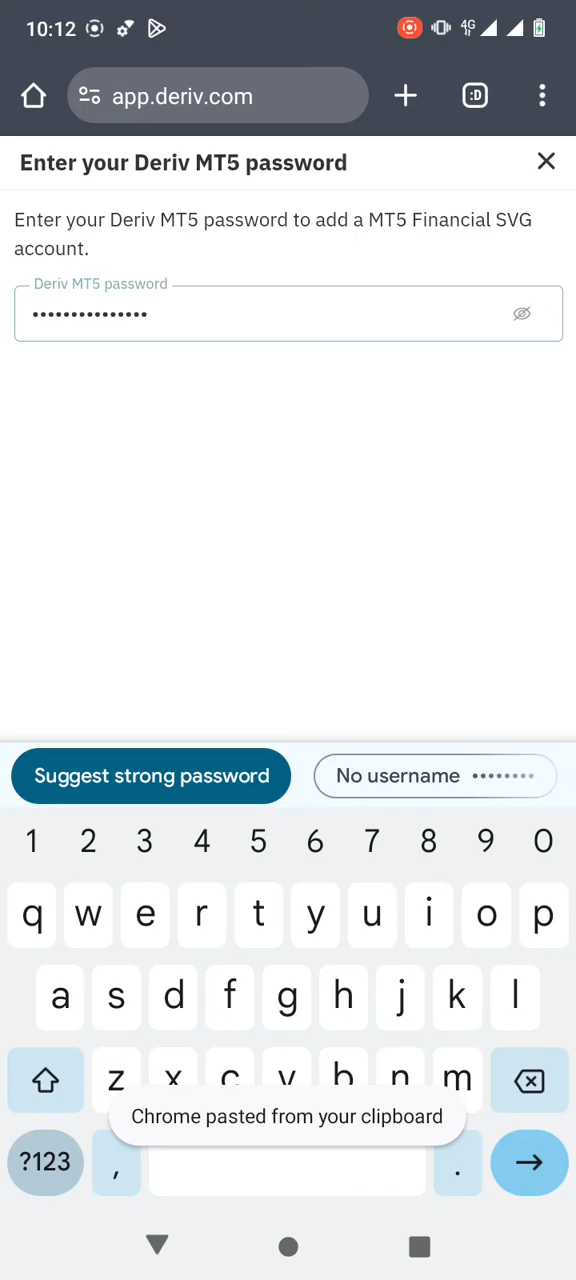 10:12
4G
:D
app.deriv.com
Enter your Deriv MT5 password
Enter your Deriv MT5 password to add a MT5 Financial SVG
account.
Deriv MT5 password
•••••••••••••••
Suggest strong password
No username ••••••••
1 2 3 4 5 6 7 8 9 0
q w e r t y u i o p
a s d f g h j k l
z x c v b n m
Chrome pasted from your clipboard
?123 , .